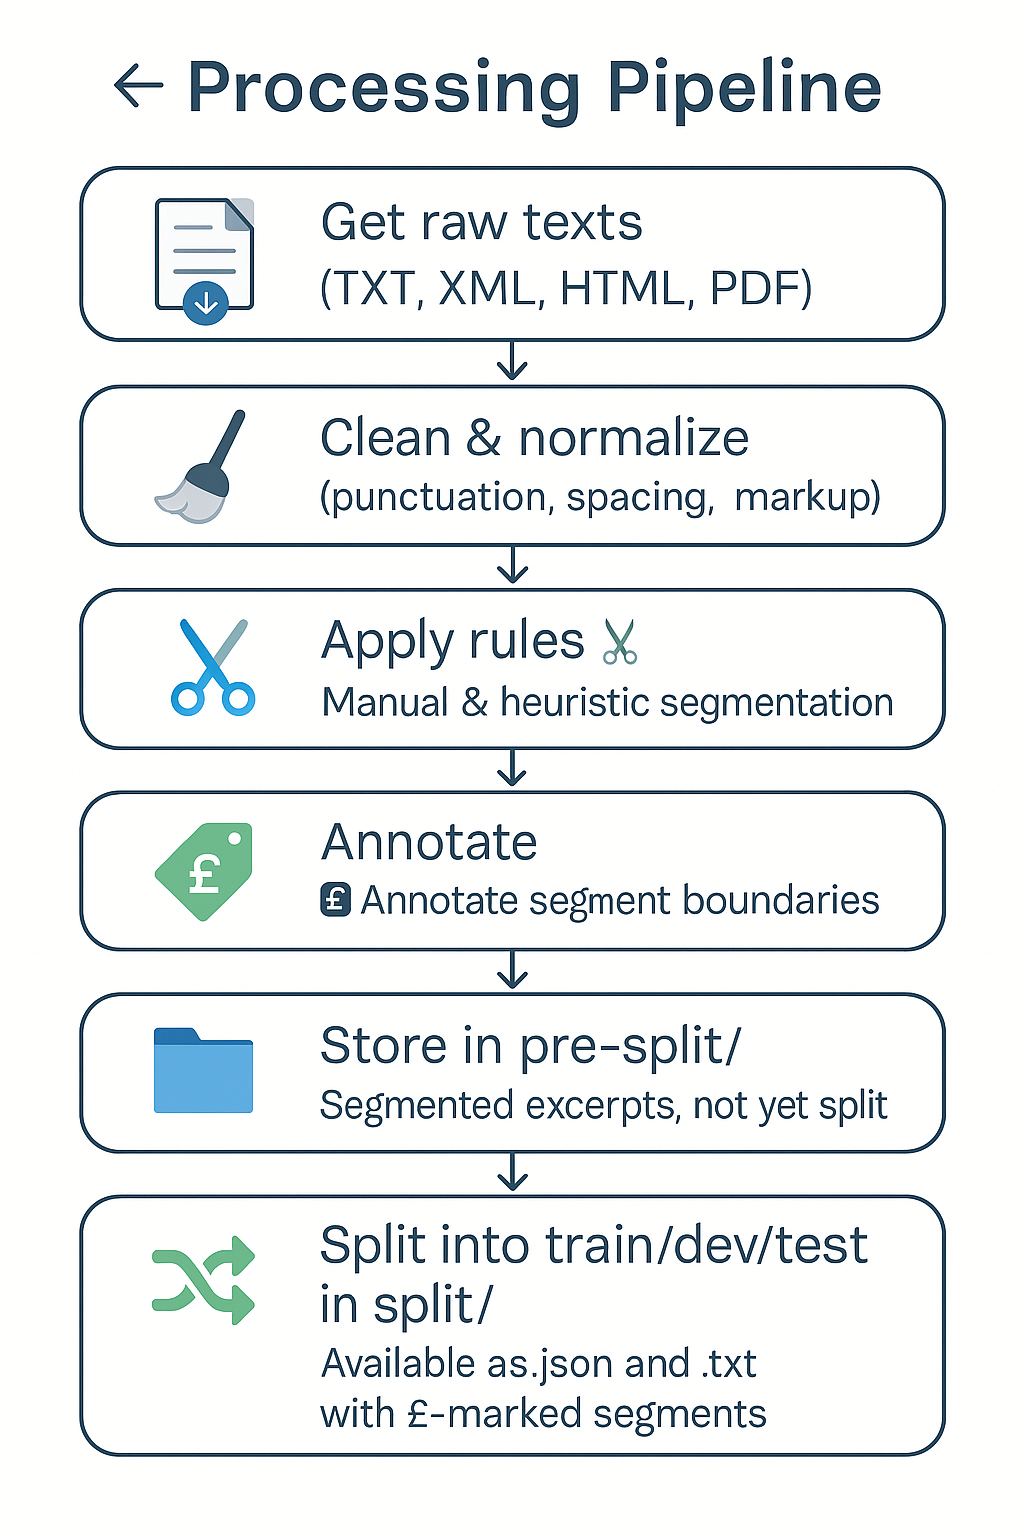 ← Processing Pipeline
Get raw texts
(TXT, XML, HTML, PDF)
Clean & normalize
(punctuation, spacing, markup)
Apply rules
Manual & heuristic segmentation
£
Annotate
£ Annotate segment boundaries
Store in pre-split/
Segmented excerpts, not yet split
Split into train/dev/test
in split/
Available as.json and .txt
with £-marked segments